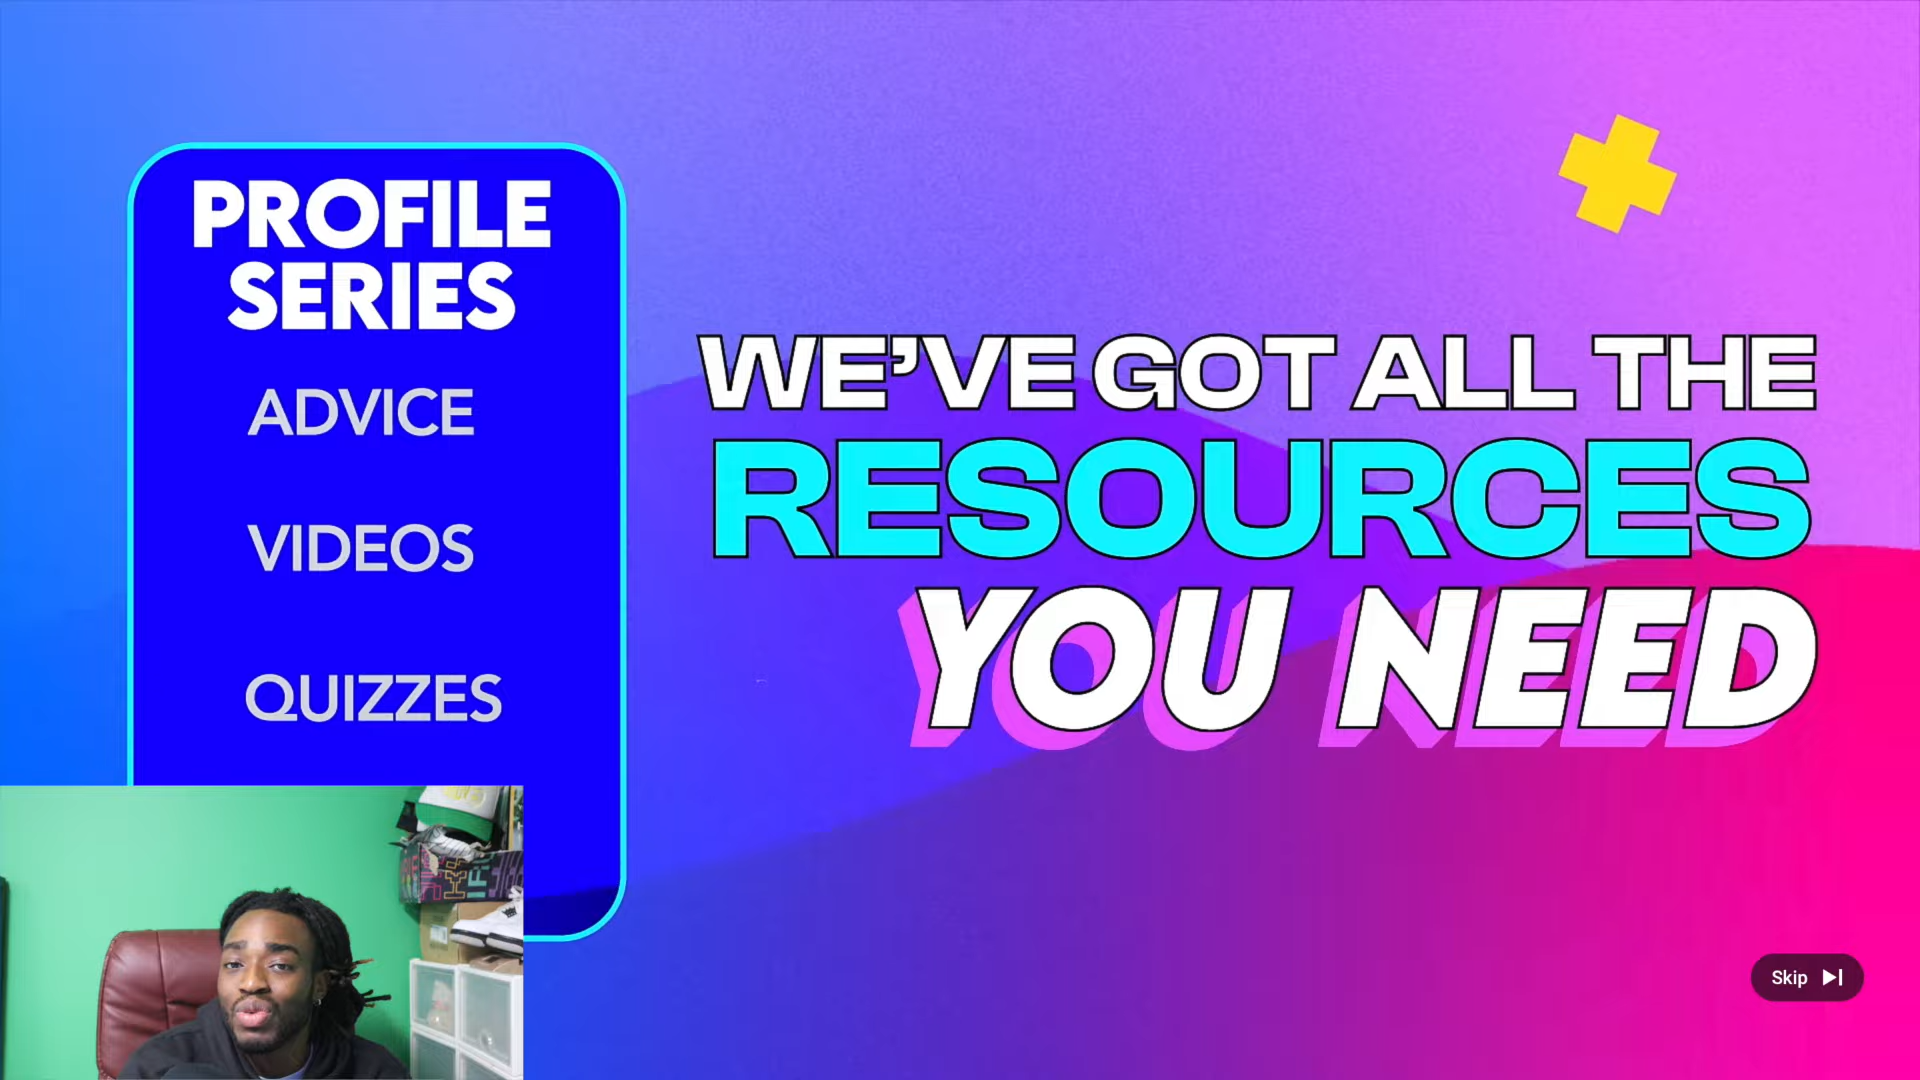 PROFILE
SERIES
ADVICE
VIDEOS
QUIZZES
WE’VE GOT ALL THE
RESOURCES
YOU NEED
Skip